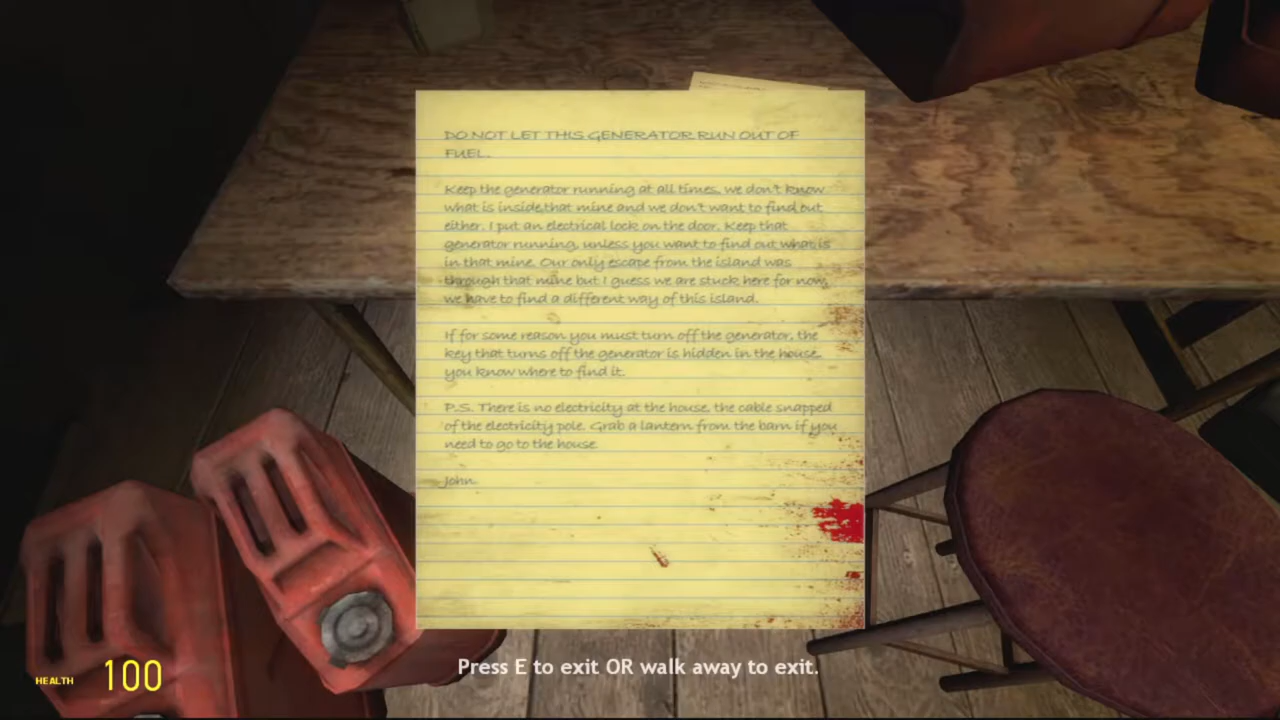 DO NOT LET THIS GENERATOR RUN OUT OF
FUEL.
Keep the generator running at all times, we don't know
what is inside that mine and we don't want to find out
either. I put an electrical lock on the door. Keep that
generator running, unless you want to find out what is
in that mine. Our only escape from the island was
through that mine but I guess we are stuck here for now,
we have to find a different way of this island.
If for some reason you must turn off the generator, the
key that turns off the generator is hidden in the house,
you know where to find it.
P.S. There is no electricity at the house, the cable snapped
of the electricity pole. Grab a lantern from the barn if you
need to go to the house.
John.
Press E to exit OR walk away to exit.
HEALTH 100